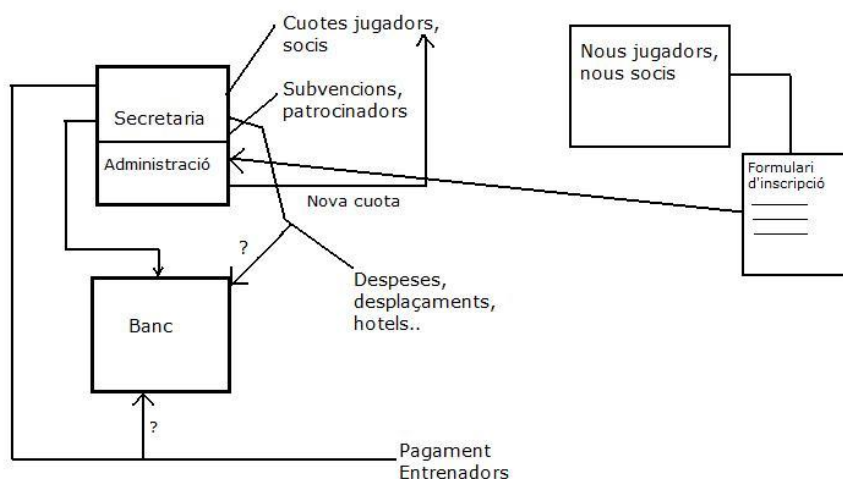 Cuotes jugadors,
socis
Subvencions,
patrocinadors
Secretaria
Administració
Nova cuota
Nous jugadors,
nous socis
Formulari
d'inscripció
?
Despeses,
desplaçaments,
hotels..
Banc
?
Pagament
Entrenadors